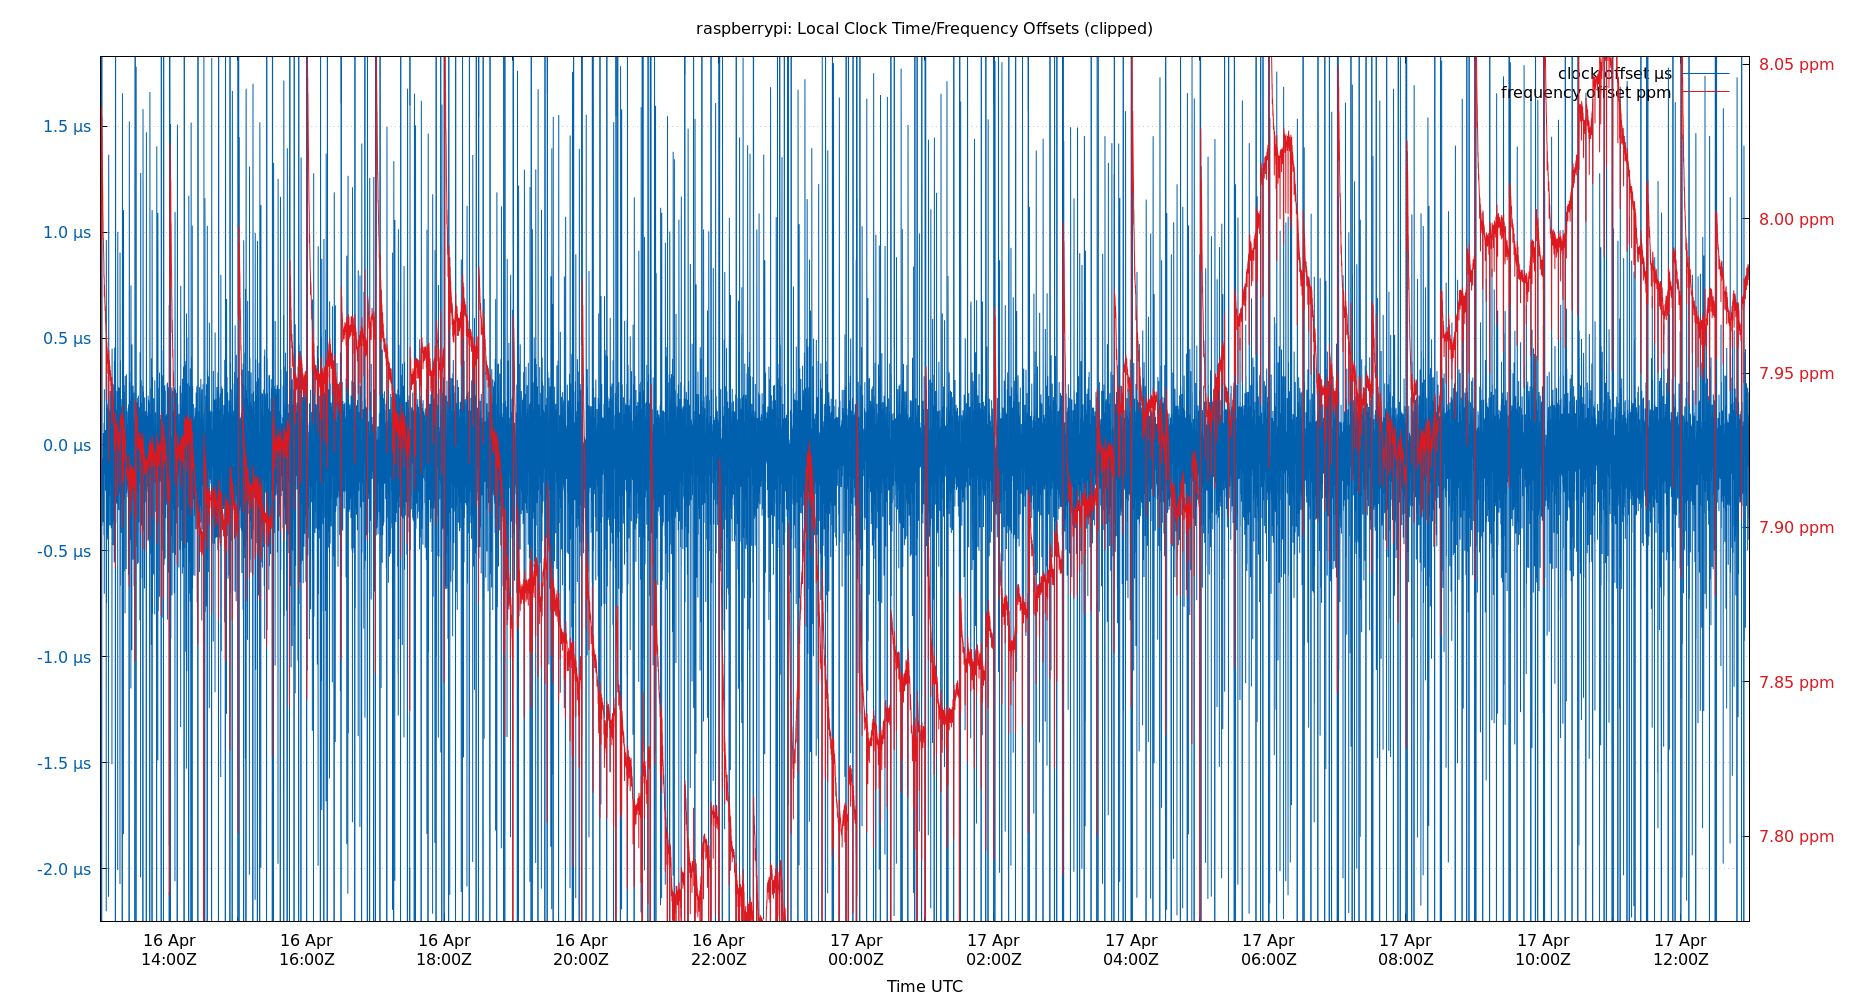 raspberrypi: Local Clock Time/Frequency Offsets (clipped)
clock offset µs
frequency offset ppm
1.5 µs
1.0 µs
0.5 µs
0.0 µs
-0.5 µs
-1.0 µs
-1.5 µs
-2.0 µs
8.05 ppm
8.00 ppm
7.95 ppm
7.90 ppm
7.85 ppm
7.80 ppm
16 Apr 16 Apr 16 Apr 16 Apr 16 Apr 17 Apr 17 Apr 17 Apr 17 Apr 17 Apr 17 Apr 17 Apr
14:00Z 16:00Z 18:00Z 20:00Z 22:00Z 00:00Z 02:00Z 04:00Z 06:00Z 08:00Z 10:00Z 12:00Z
Time UTC